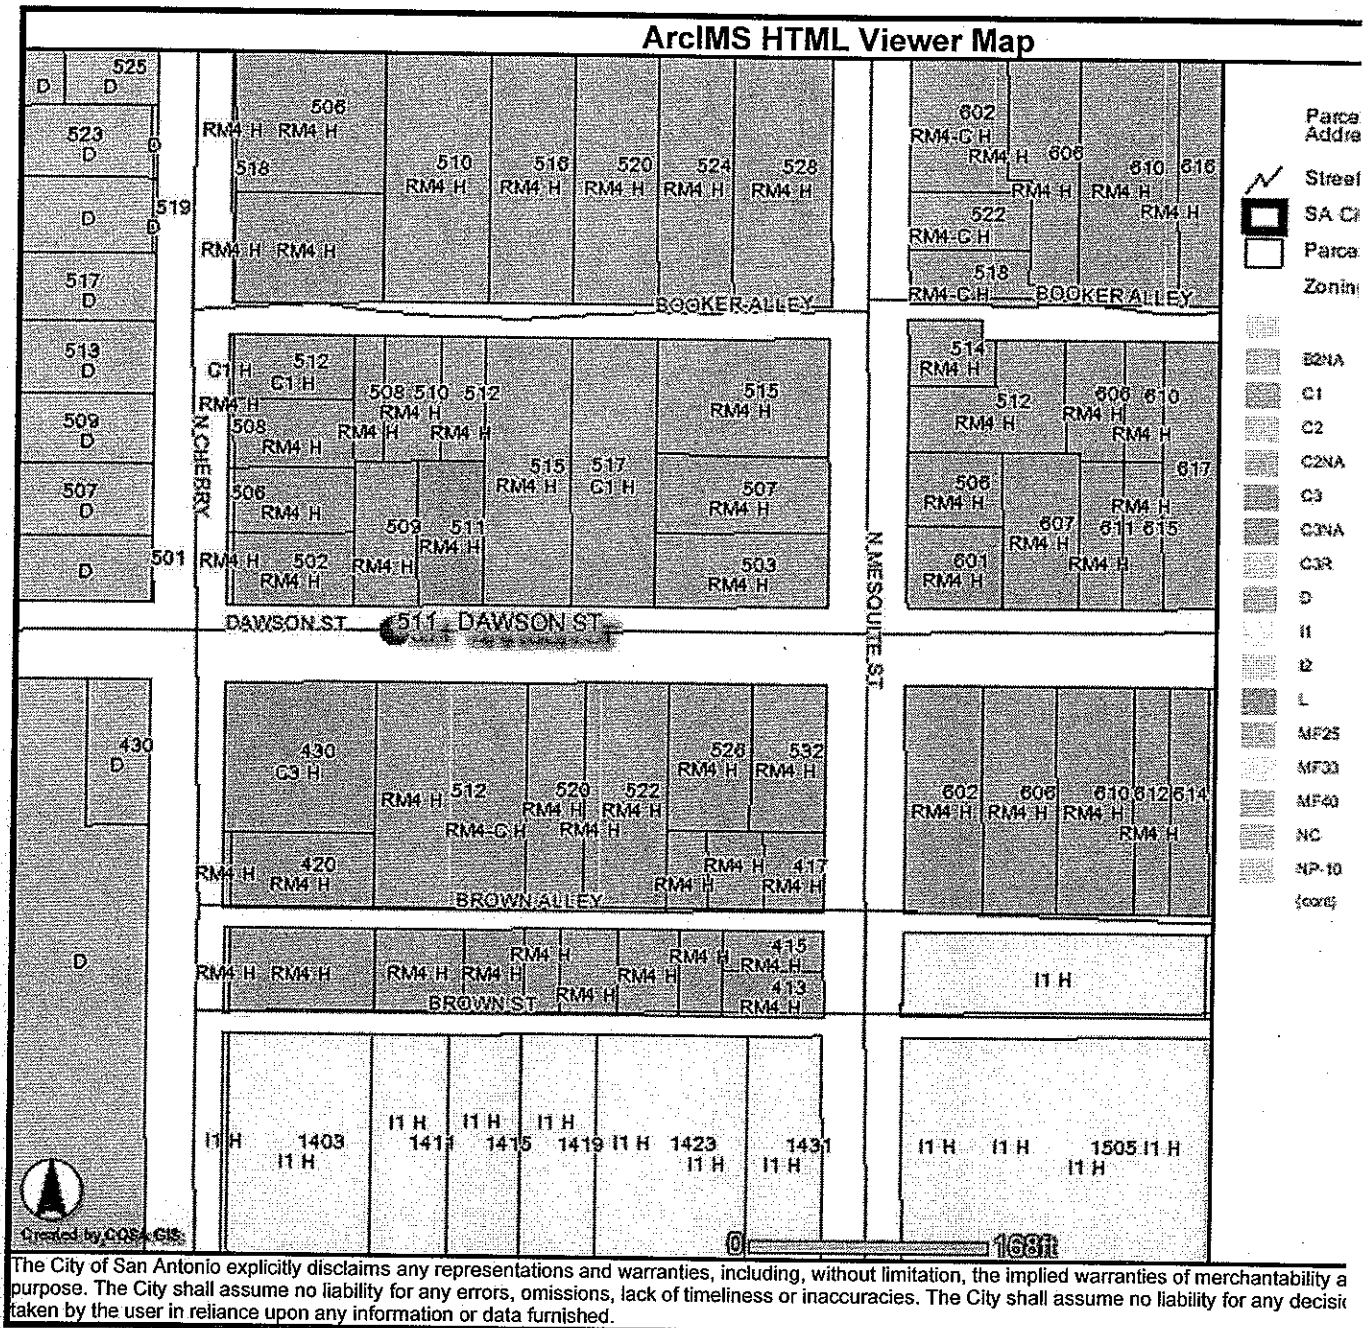 ArcIMS HTML Viewer Map
525
D D
523
D
D
D
519
D
517
D
513
D
509
D
507
D
501
D
506
RM4 H RM4 H
518
RM4 H RM4 H
510
RM4 H
516
RM4 H
520
RM4 H
524
RM4 H
528
RM4 H
602
RM4-C H
RM4 H 606
RM4 H
610
RM4 H
616
RM4 H
522
RM4-C H
518
RM4-C H
BOOKER ALLEY
BOOKER ALLEY
N CHERRY
C1 H
512
C1 H
RM4 H
508
RM4 H
508 510 512
RM4 H
RM4 H RM4 H
506
RM4 H
509
RM4 H
511
RM4 H
RM4 H
502
RM4 H
515
RM4 H
517
C1 H
515
RM4 H
507
RM4 H
503
RM4 H
514
RM4 H
512
RM4 H
606 610
RM4 H
RM4 H
617
506
RM4 H
607
RM4 H
RM4 H
611 615
RM4 H
601
RM4 H
N MESQUITE ST
DAWSON ST
511 DAWSON ST
430
D
D
430
C3 H
RM4 H
512
RM4-C H
520
RM4 H
522
RM4 H
RM4 H
526
RM4 H
532
RM4 H
RM4 H
420
RM4 H
RM4 H
RM4 H
417
RM4 H
602
RM4 H
606
RM4 H
610 612 614
RM4 H
RM4 H
BROWN ALLEY
RM4 H RM4 H
RM4 H RM4 H
RM4 H
RM4 H
RM4 H
RM4 H
415
RM4 H
413
RM4 H
BROWN ST
I1 H
I1 H
1403
I1 H
I1 H
1411
I1 H
1415
I1 H
1419
I1 H
1423
I1 H
1431
I1 H
I1 H I1 H 1505 I1 H
I1 H
Created by COSA GIS
0 168ft
Parce
Addre
Street
SA Ci
Parce
Zonin
B2NA
C1
C2
C2NA
C3
C3NA
C3R
D
I1
I2
L
MF25
MF33
MF40
NC
NP-10
(cont)
The City of San Antonio explicitly disclaims any representations and warranties, including, without limitation, the implied warranties of merchantability a
purpose. The City shall assume no liability for any errors, omissions, lack of timeliness or inaccuracies. The City shall assume no liability for any decisi
taken by the user in reliance upon any information or data furnished.